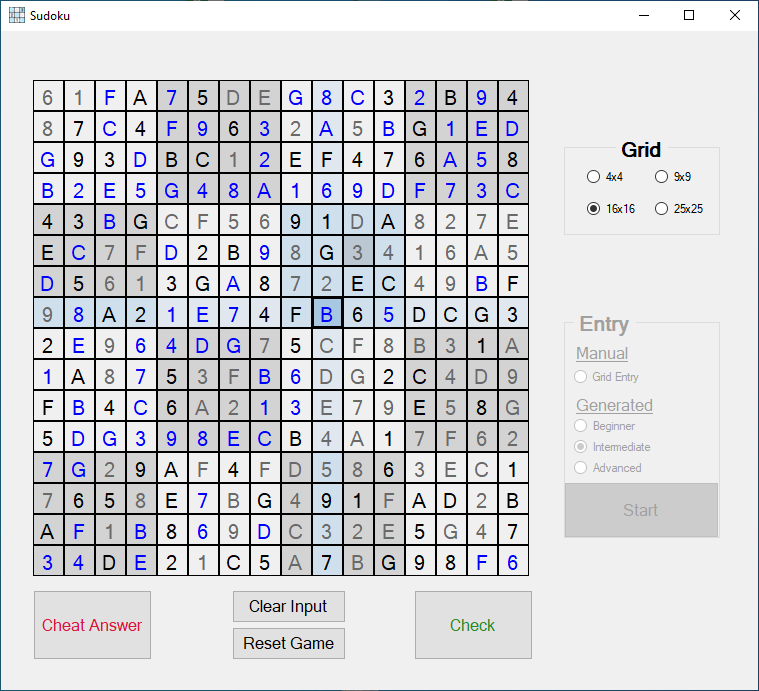 Sudoku
6 1 F A 7 5 D E G 8 C 3 2 B 9 4
8 7 C 4 F 9 6 3 2 A 5 B G 1 E D
G 9 3 D B C 1 2 E F 4 7 6 A 5 8
B 2 E 5 G 4 8 A 1 6 9 D F 7 3 C
4 3 B G C F 5 6 9 1 D A 8 2 7 E
E C 7 F D 2 B 9 8 G 3 4 1 6 A 5
D 5 6 1 3 G A 8 7 2 E C 4 9 B F
9 8 A 2 1 E 7 4 F B 6 5 D C G 3
2 E 9 6 4 D G 7 5 C F 8 B 3 1 A
1 A 8 7 5 3 F B 6 D G 2 C 4 D 9
F B 4 C 6 A 2 1 3 E 7 9 E 5 8 G
5 D G 3 9 8 E C B 4 A 1 7 F 6 2
7 G 2 9 A F 4 F D 5 8 6 3 E C 1
7 6 5 8 E 7 B G 4 9 1 F A D 2 B
A F 1 B 8 6 9 D C 3 2 E 5 G 4 7
3 4 D E 2 1 C 5 A 7 B G 9 8 F 6
Grid
4x4 9x9
16x16 25x25
Entry
Manual
Grid Entry
Generated
Beginner
Intermediate
Advanced
Start
Cheat Answer
Clear Input
Reset Game
Check